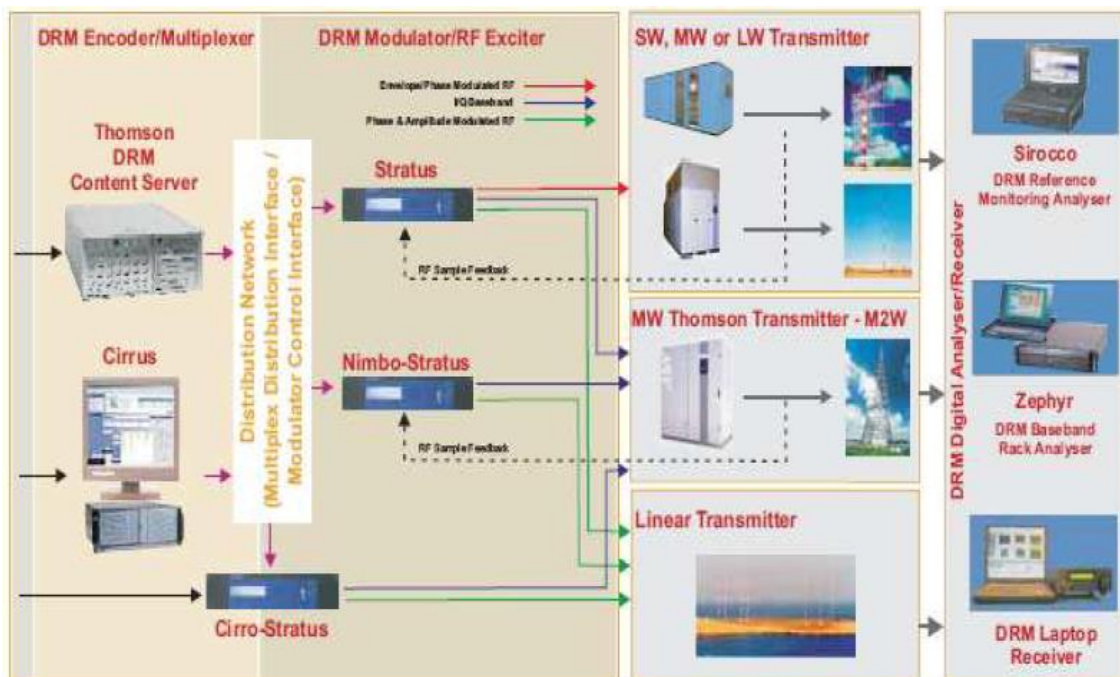 DRM Encoder/Multiplexer
DRM Modulator/RF Exciter
SW, MW or LW Transmitter
Envelope/Phase Modulated RF
I/Q Baseband
Phase & Amplitude Modulated RF
Thomson
DRM
Content Server
Distribution Network
(Multiplex Distribution Interface /
Modulator Control Interface)
Stratus
RF Sample Feedback
Sirocco
DRM Reference
Monitoring Analyser
DRM Digital Analyser/Receiver
MW Thomson Transmitter - M2W
Cirrus
Nimbo-Stratus
RF Sample Feedback
Zephyr
DRM Baseband
Rack Analyser
Linear Transmitter
Cirro-Stratus
DRM Laptop
Receiver